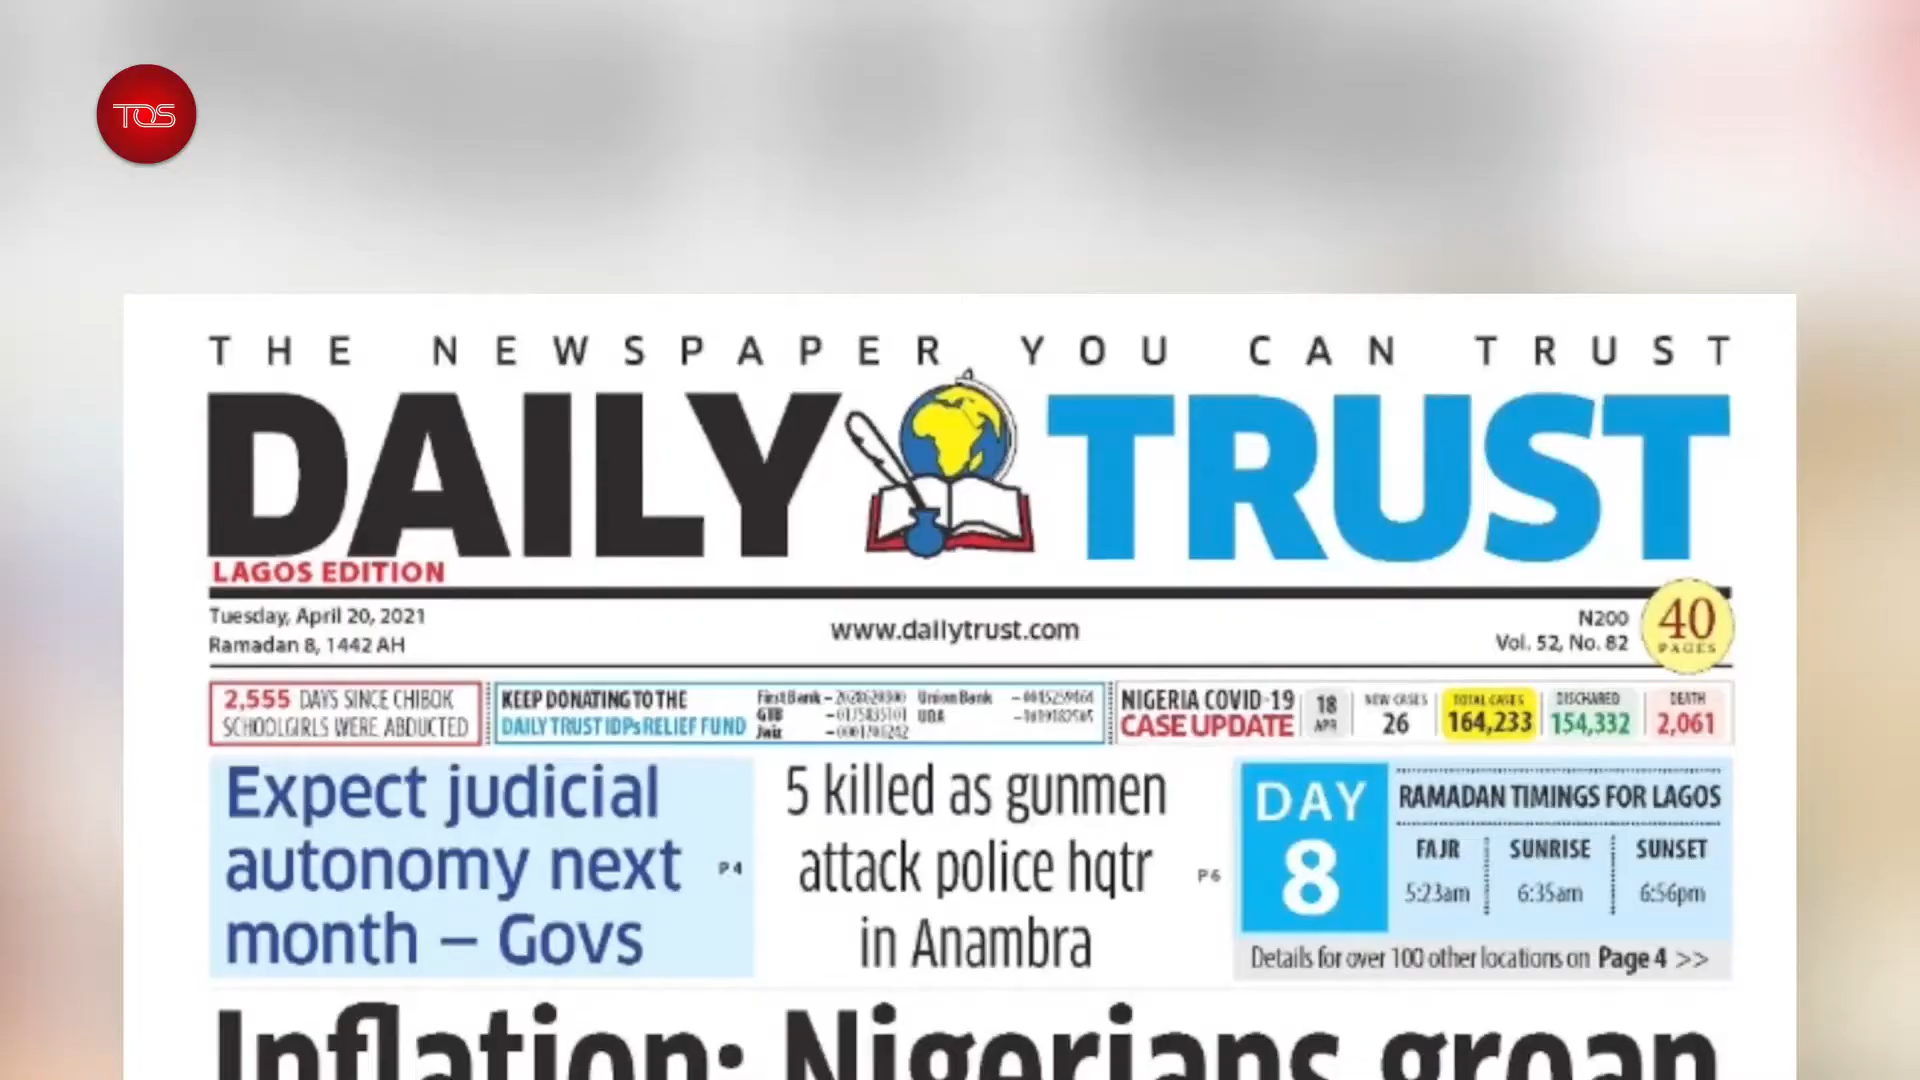 TOS
THE NEWSPAPER YOU CAN TRUST
DAILY TRUST
LAGOS EDITION
Tuesday, April 20, 2021
Ramadan 8, 1442 AH
www.dailytrust.com
N200
Vol. 52, No. 82
40
PAGES
2,555 DAYS SINCE CHIBOK
SCHOOLGIRLS WERE ABDUCTED
KEEP DONATING TO THE
DAILY TRUST IDPs RELIEF FUND
FirstBank
GTB
Jaiz
Union Bank
UBA
NIGERIA COVID-19
CASE UPDATE
18
APR
NEW CASES
26
TOTAL CASES
164,233
DISCHARED
154,332
DEATH
2,061
Expect judicial
autonomy next
month – Govs
P4
5 killed as gunmen
attack police hqtr
in Anambra
P6
DAY
8
RAMADAN TIMINGS FOR LAGOS
FAJR SUNRISE SUNSET
5:23am 6:35am 6:56pm
Details for over 100 other locations on Page 4 >>
Inflation: Nigerians groan